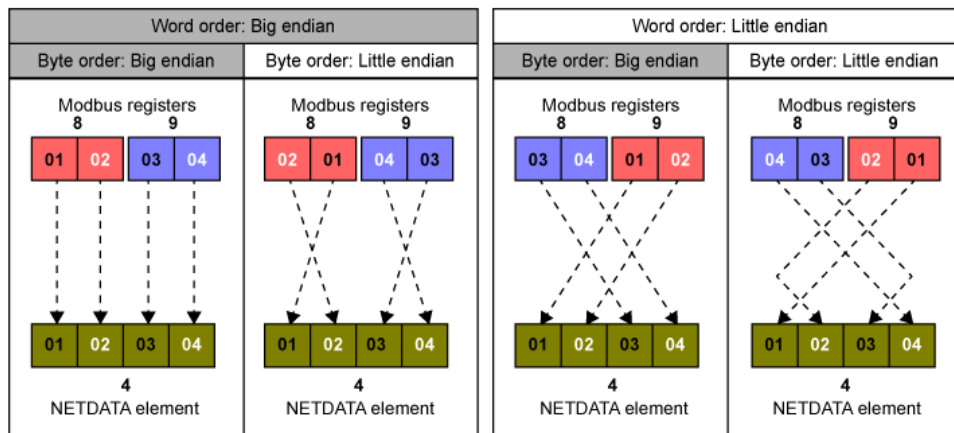 Word order: Big endian
Word order: Little endian
Byte order: Big endian
Byte order: Little endian
Byte order: Big endian
Byte order: Little endian
Modbus registers
8 9
01 02 03 04
01 02 03 04
4
NETDATA element
Modbus registers
8 9
02 01 04 03
01 02 03 04
4
NETDATA element
Modbus registers
8 9
03 04 01 02
01 02 03 04
4
NETDATA element
Modbus registers
8 9
04 03 02 01
01 02 03 04
4
NETDATA element